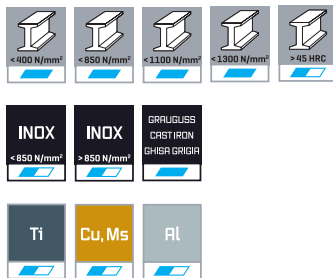 <400 N/mm² <850 N/mm² <1100 N/mm² <1300 N/mm² >45 HRC
INOX INOX GRAUGUSS
CAST IRON
GHISA GRIGIA
<850 N/mm² >850 N/mm²
Ti Cu, Ms Al